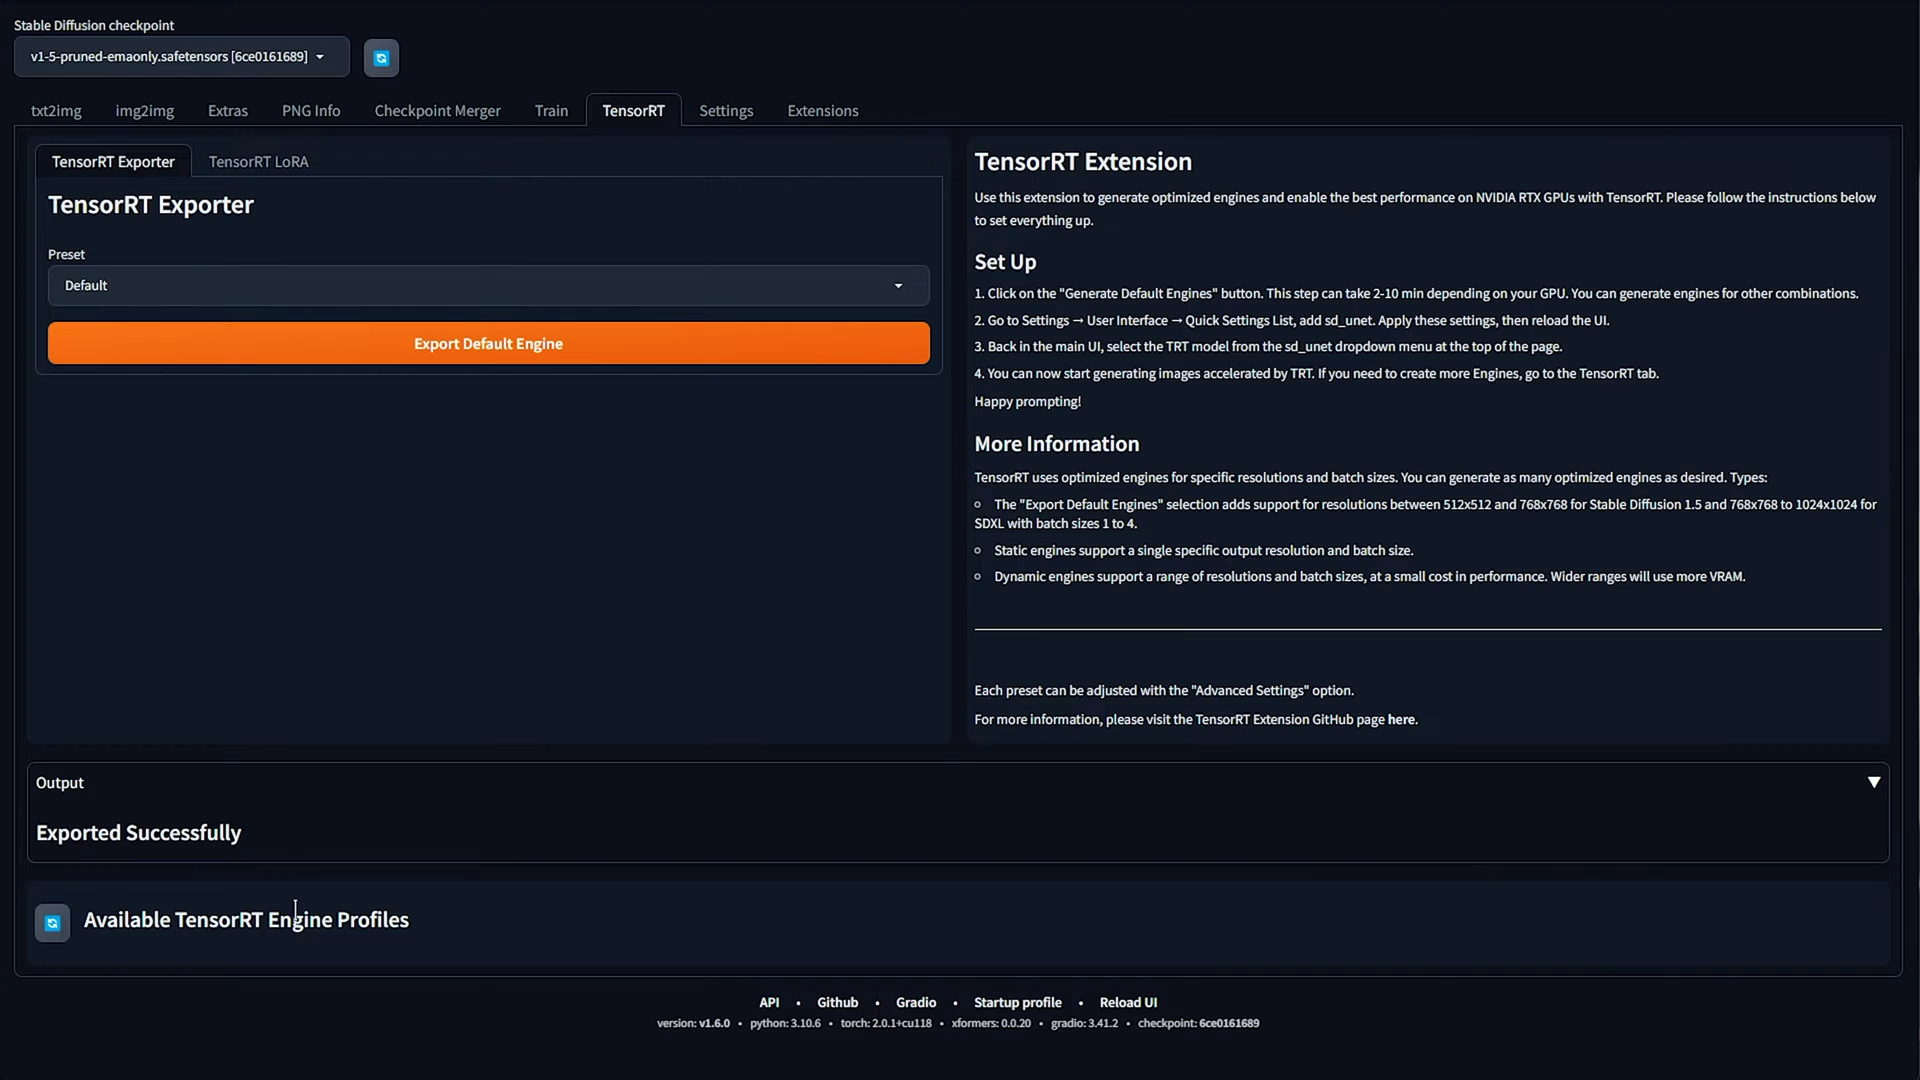 Stable Diffusion checkpoint
v1-5-pruned-emaonly.safetensors [6ce0161689]
txt2img img2img Extras PNG Info Checkpoint Merger Train TensorRT Settings Extensions
TensorRT Exporter TensorRT LoRA
TensorRT Exporter
Preset
Default
Export Default Engine
TensorRT Extension
Use this extension to generate optimized engines and enable the best performance on NVIDIA RTX GPUs with TensorRT. Please follow the instructions below
to set everything up.
Set Up
1. Click on the "Generate Default Engines" button. This step can take 2-10 min depending on your GPU. You can generate engines for other combinations.
2. Go to Settings → User Interface → Quick Settings List, add sd_unet. Apply these settings, then reload the UI.
3. Back in the main UI, select the TRT model from the sd_unet dropdown menu at the top of the page.
4. You can now start generating images accelerated by TRT. If you need to create more Engines, go to the TensorRT tab.
Happy prompting!
More Information
TensorRT uses optimized engines for specific resolutions and batch sizes. You can generate as many optimized engines as desired. Types:
The "Export Default Engines" selection adds support for resolutions between 512x512 and 768x768 for Stable Diffusion 1.5 and 768x768 to 1024x1024 for
SDXL with batch sizes 1 to 4.
Static engines support a single specific output resolution and batch size.
Dynamic engines support a range of resolutions and batch sizes, at a small cost in performance. Wider ranges will use more VRAM.
Each preset can be adjusted with the "Advanced Settings" option.
For more information, please visit the TensorRT Extension GitHub page here.
Output
Exported Successfully
Available TensorRT Engine Profiles
API • Github • Gradio • Startup profile • Reload UI
version: v1.6.0 • python: 3.10.6 • torch: 2.0.1+cu118 • xformers: 0.0.20 • gradio: 3.41.2 • checkpoint: 6ce0161689